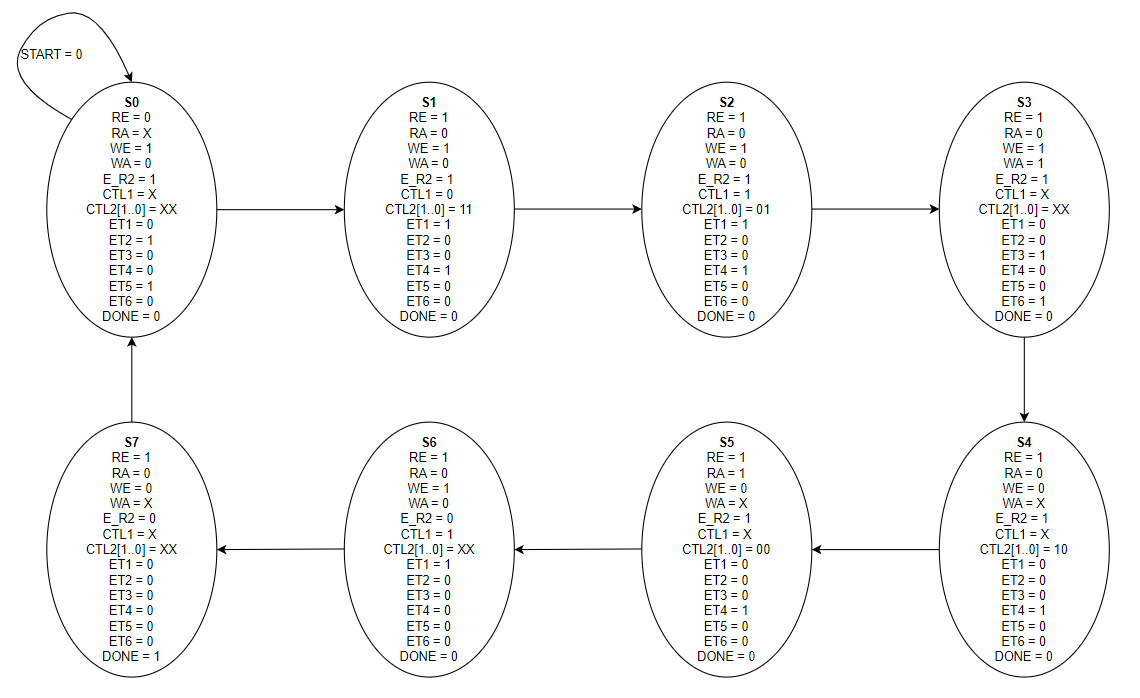 START = 0
S0
RE = 0
RA = X
WE = 1
WA = 0
E_R2 = 1
CTL1 = X
CTL2[1..0] = XX
ET1 = 0
ET2 = 1
ET3 = 0
ET4 = 0
ET5 = 1
ET6 = 0
DONE = 0
S1
RE = 1
RA = 0
WE = 1
WA = 0
E_R2 = 1
CTL1 = 0
CTL2[1..0] = 11
ET1 = 1
ET2 = 0
ET3 = 0
ET4 = 1
ET5 = 0
ET6 = 0
DONE = 0
S2
RE = 1
RA = 0
WE = 1
WA = 0
E_R2 = 1
CTL1 = 1
CTL2[1..0] = 01
ET1 = 1
ET2 = 0
ET3 = 0
ET4 = 1
ET5 = 0
ET6 = 0
DONE = 0
S3
RE = 1
RA = 0
WE = 1
WA = 1
E_R2 = 1
CTL1 = X
CTL2[1..0] = XX
ET1 = 0
ET2 = 0
ET3 = 1
ET4 = 0
ET5 = 0
ET6 = 1
DONE = 0
S7
RE = 1
RA = 0
WE = 0
WA = X
E_R2 = 0
CTL1 = X
CTL2[1..0] = XX
ET1 = 0
ET2 = 0
ET3 = 0
ET4 = 0
ET5 = 0
ET6 = 0
DONE = 1
S6
RE = 1
RA = 0
WE = 1
WA = 0
E_R2 = 0
CTL1 = 1
CTL2[1..0] = XX
ET1 = 1
ET2 = 0
ET3 = 0
ET4 = 0
ET5 = 0
ET6 = 0
DONE = 0
S5
RE = 1
RA = 1
WE = 0
WA = X
E_R2 = 1
CTL1 = X
CTL2[1..0] = 00
ET1 = 0
ET2 = 0
ET3 = 0
ET4 = 1
ET5 = 0
ET6 = 0
DONE = 0
S4
RE = 1
RA = 0
WE = 0
WA = X
E_R2 = 1
CTL1 = X
CTL2[1..0] = 10
ET1 = 0
ET2 = 0
ET3 = 0
ET4 = 1
ET5 = 0
ET6 = 0
DONE = 0